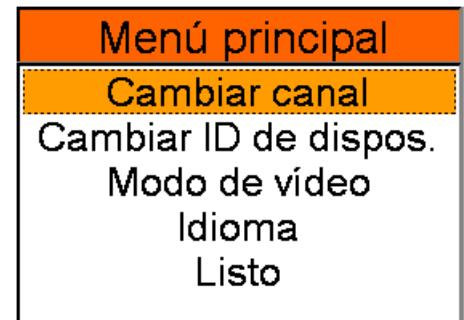 Menú principal
Cambiar canal
Cambiar ID de dispos.
Modo de vídeo
Idioma
Listo